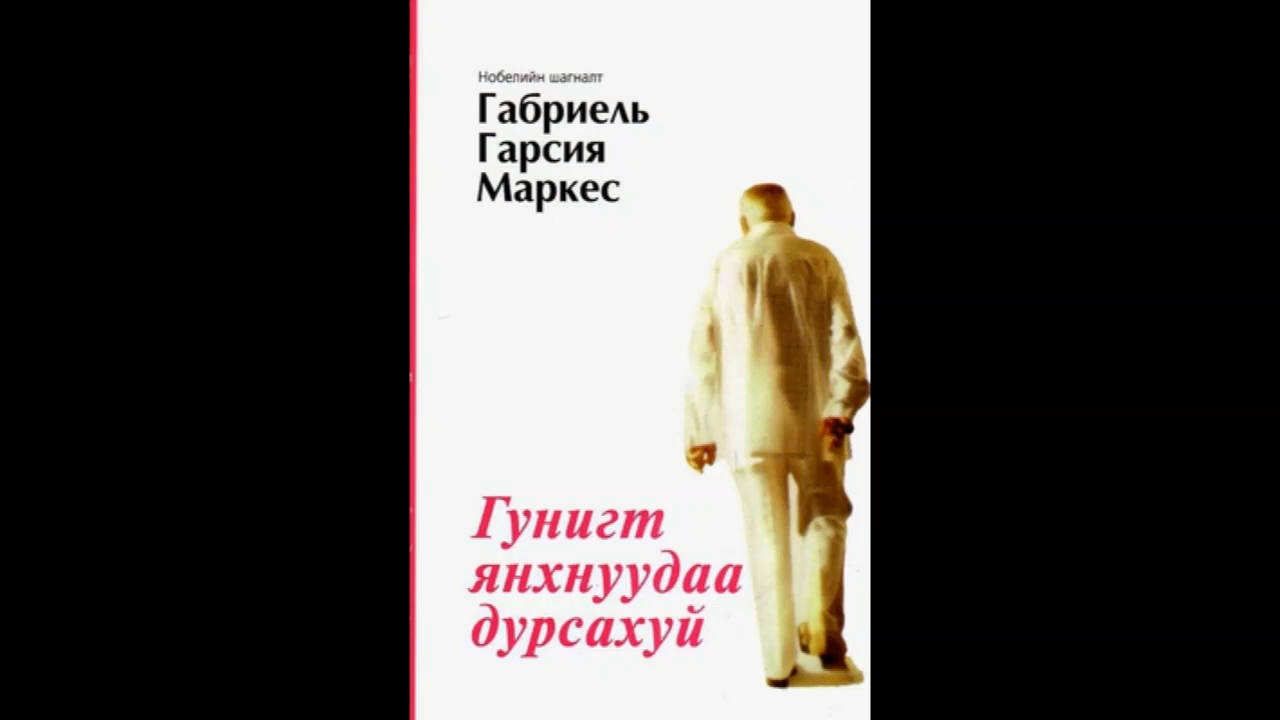 Нобелийн шагналт
Габриель
Гарсия
Маркес
Гунигт
янхнуудаа
дурсахуй